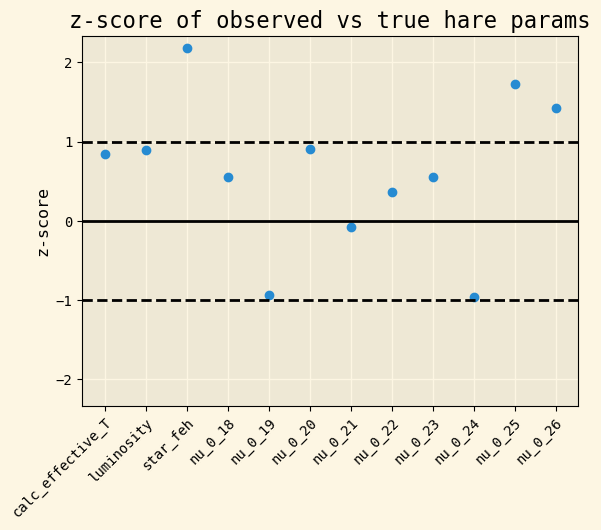 z-score of observed vs true hare params
z-score
2
1
0
−1
−2
calc_effective_T
luminosity
star_feh
nu_0_18
nu_0_19
nu_0_20
nu_0_21
nu_0_22
nu_0_23
nu_0_24
nu_0_25
nu_0_26